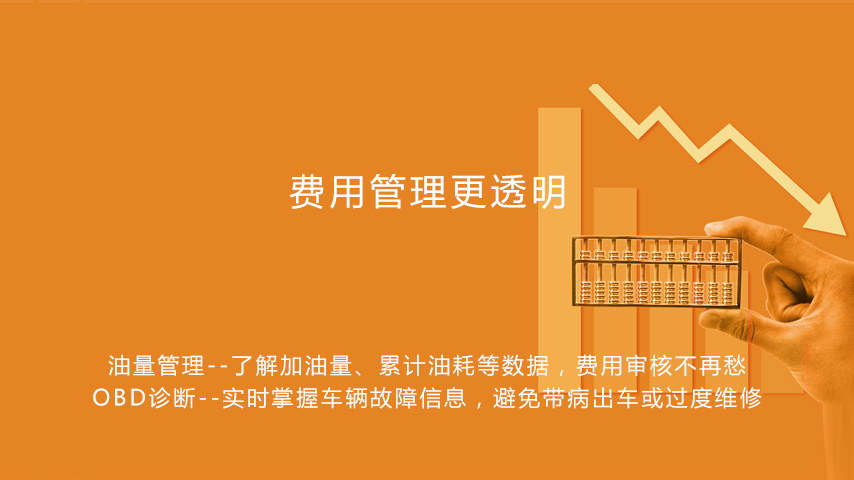 费用管理更透明
油量管理--了解加油量、累计油耗等数据，费用审核不再愁
OBD诊断--实时掌握车辆故障信息，避免带病出车或过度维修